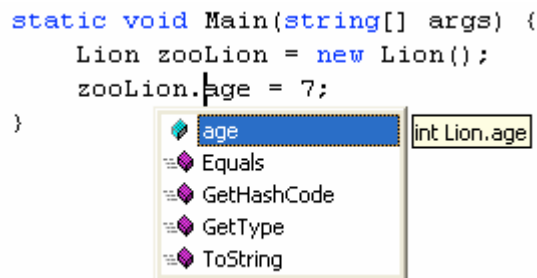 static void Main(string[] args) {
Lion zooLion = new Lion();
zooLion.age = 7;
}
age
int Lion.age
Equals
GetHashCode
GetType
ToString